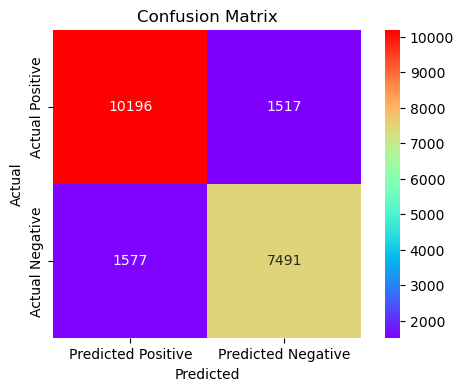 Confusion Matrix
Actual
Actual Positive
Actual Negative
10196
1517
1577
7491
Predicted Positive
Predicted Negative
Predicted
10000
9000
8000
7000
6000
5000
4000
3000
2000